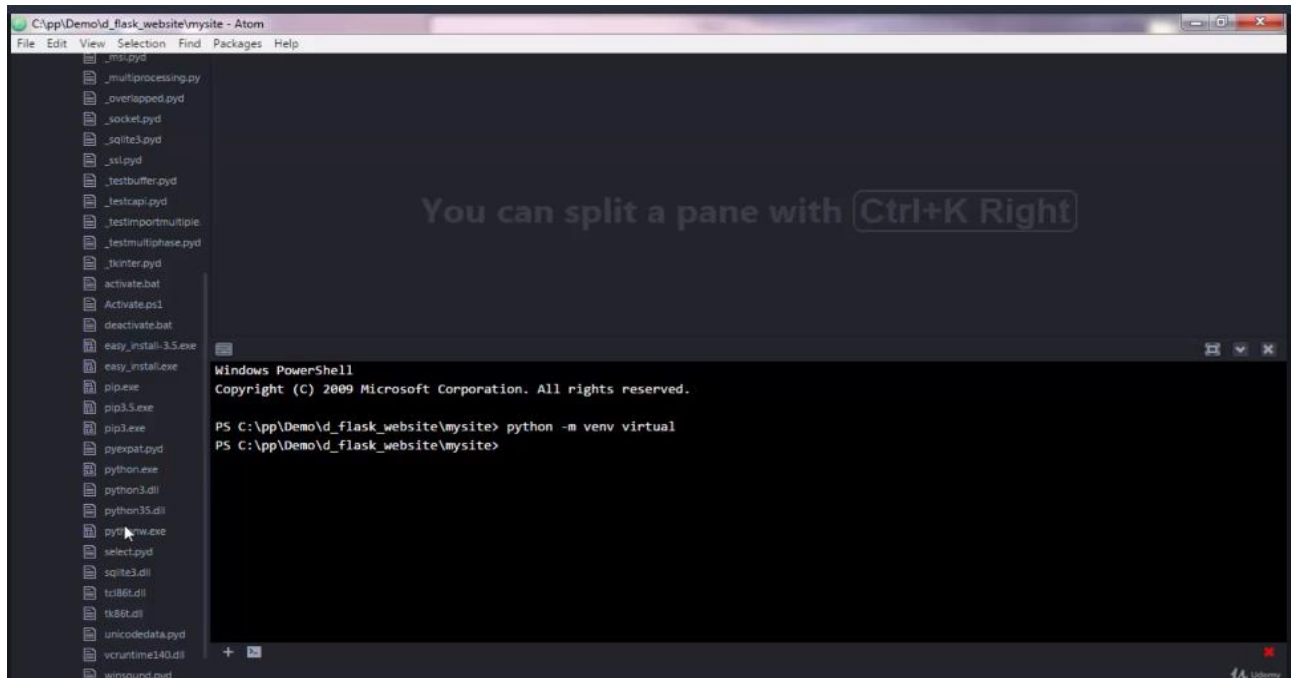 C:\pp\Demo\d_flask_website\mysite - Atom
File Edit View Selection Find Packages Help
_msi.pyd
_multiprocessing.py
_overlapped.pyd
_socket.pyd
_sqlite3.pyd
_ssl.pyd
_testbuffer.pyd
_testcapi.pyd
_testimportmultiple.
_testmultiphase.pyd
_tkinter.pyd
activate.bat
Activate.ps1
deactivate.bat
easy_install-3.5.exe
easy_install.exe
pip.exe
pip3.5.exe
pip3.exe
pyexpat.pyd
python.exe
python3.dll
python35.dll
pythonw.exe
select.pyd
sqlite3.dll
tcl86t.dll
tk86t.dll
unicodedata.pyd
vcruntime140.dll
winsound.pyd
You can split a pane with Ctrl+K Right
Windows PowerShell
Copyright (C) 2009 Microsoft Corporation. All rights reserved.
PS C:\pp\Demo\d_flask_website\mysite> python -m venv virtual
PS C:\pp\Demo\d_flask_website\mysite>
Udemy